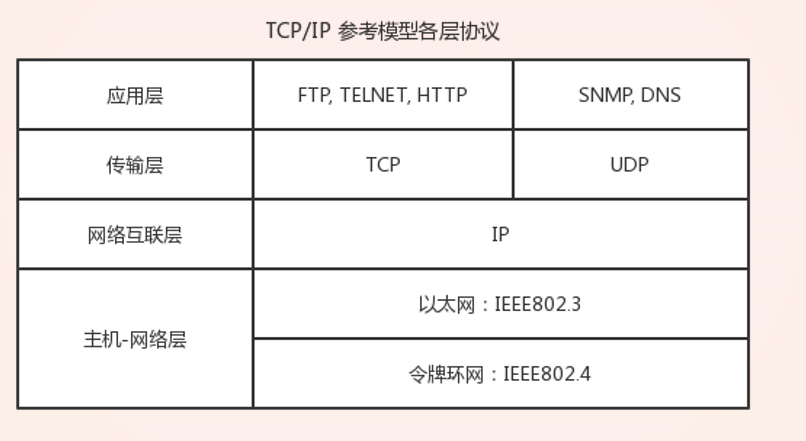 TCP/IP 参考模型各层协议
应用层 FTP, TELNET, HTTP SNMP, DNS
传输层 TCP UDP
网络互联层 IP
以太网：IEEE802.3
主机-网络层
令牌环网：IEEE802.4